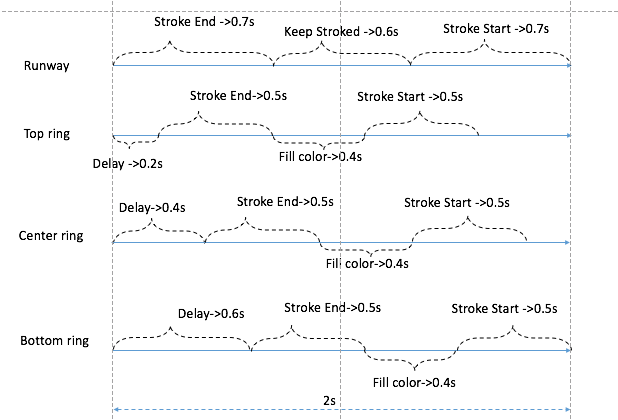 Stroke End ->0.7s
Keep Stroked ->0.6s
Stroke Start ->0.7s
Runway
Stroke End->0.5s
Stroke Start ->0.5s
Top ring
Delay ->0.2s
Fill color->0.4s
Delay->0.4s
Stroke End->0.5s
Stroke Start ->0.5s
Center ring
Fill color->0.4s
Delay->0.6s
Stroke End->0.5s
Stroke Start ->0.5s
Bottom ring
Fill color->0.4s
2s